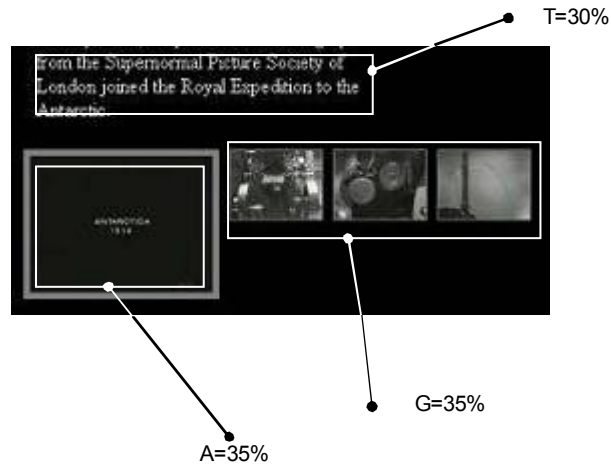 T=30%
from the Supernormal Picture Society of
London joined the Royal Expedition to the
Antarctic.
ANTARCTICA
G=35%
A=35%